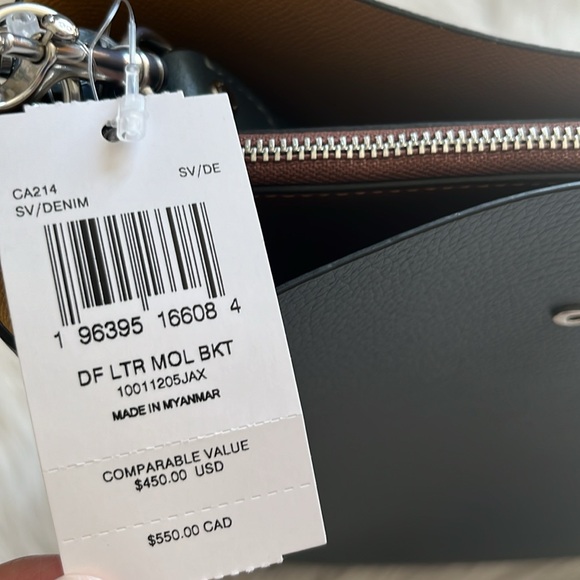 CA214 SV/DE
SV/DENIM
1 96395 16608 4
DF LTR MOL BKT
10011205JAX
MADE IN MYANMAR
COMPARABLE VALUE
$450.00 USD
$550.00 CAD